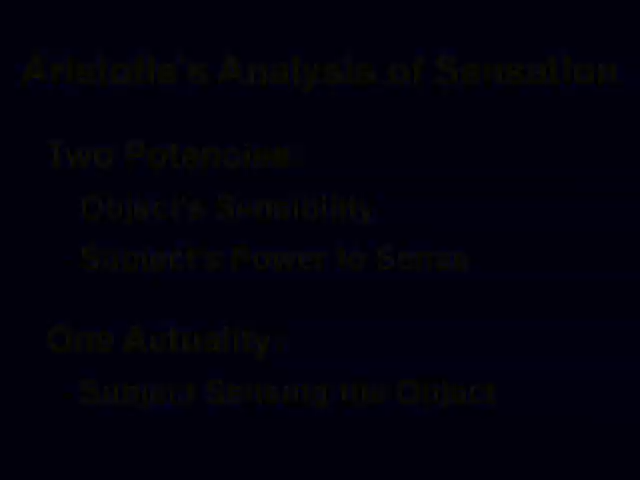 Aristotle's Analysis of Sensation
Two Potencies:
- Object's Sensibility
- Subject's Power to Sense
One Actuality:
- Subject Sensing the Object